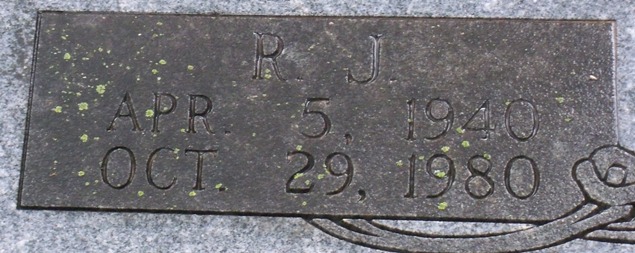 R. J.
APR. 5, 1940
OCT. 29, 1980